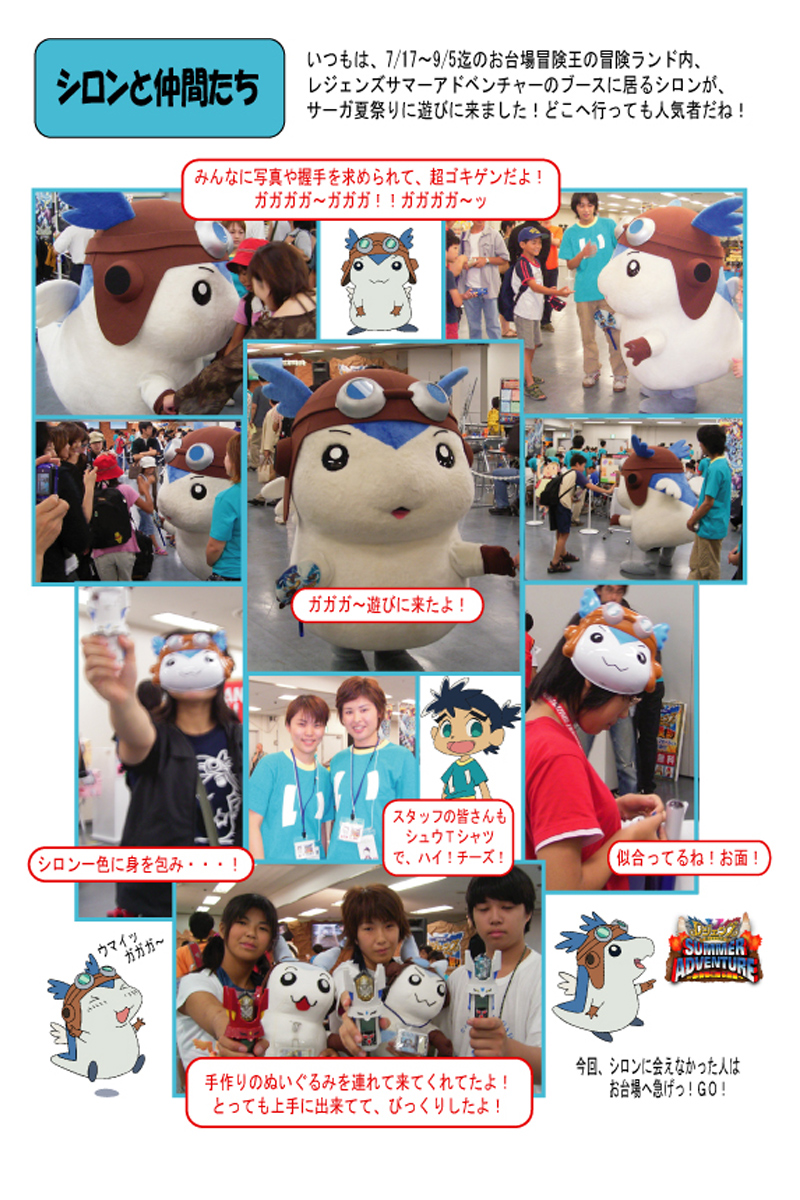 シロンと仲間たち
いつもは、7/17～9/5迄のお台場冒険王の冒険ランド内、
レジェンズサマーアドベンチャーのブースに居るシロンが、
サーガ夏祭りに遊びに来ました！どこへ行っても人気者だね！
みんなに写真や握手を求められて、超ゴキゲンだよ！
ガガガガ～ガガガ！！ガガガガ～ッ
ガガガ～遊びに来たよ！
スタッフの皆さんも
シュウTシャツ
で、ハイ！チーズ！
シロン一色に身を包み・・・！
似合ってるね！お面！
ウマイッ
ガガガ～
レジェンズ
SUMMER
ADVENTURE
手作りのぬいぐるみを連れて来てくれてたよ！
とっても上手に出来てて、びっくりしたよ！
今回、シロンに会えなかった人は
お台場へ急げっ！GO！